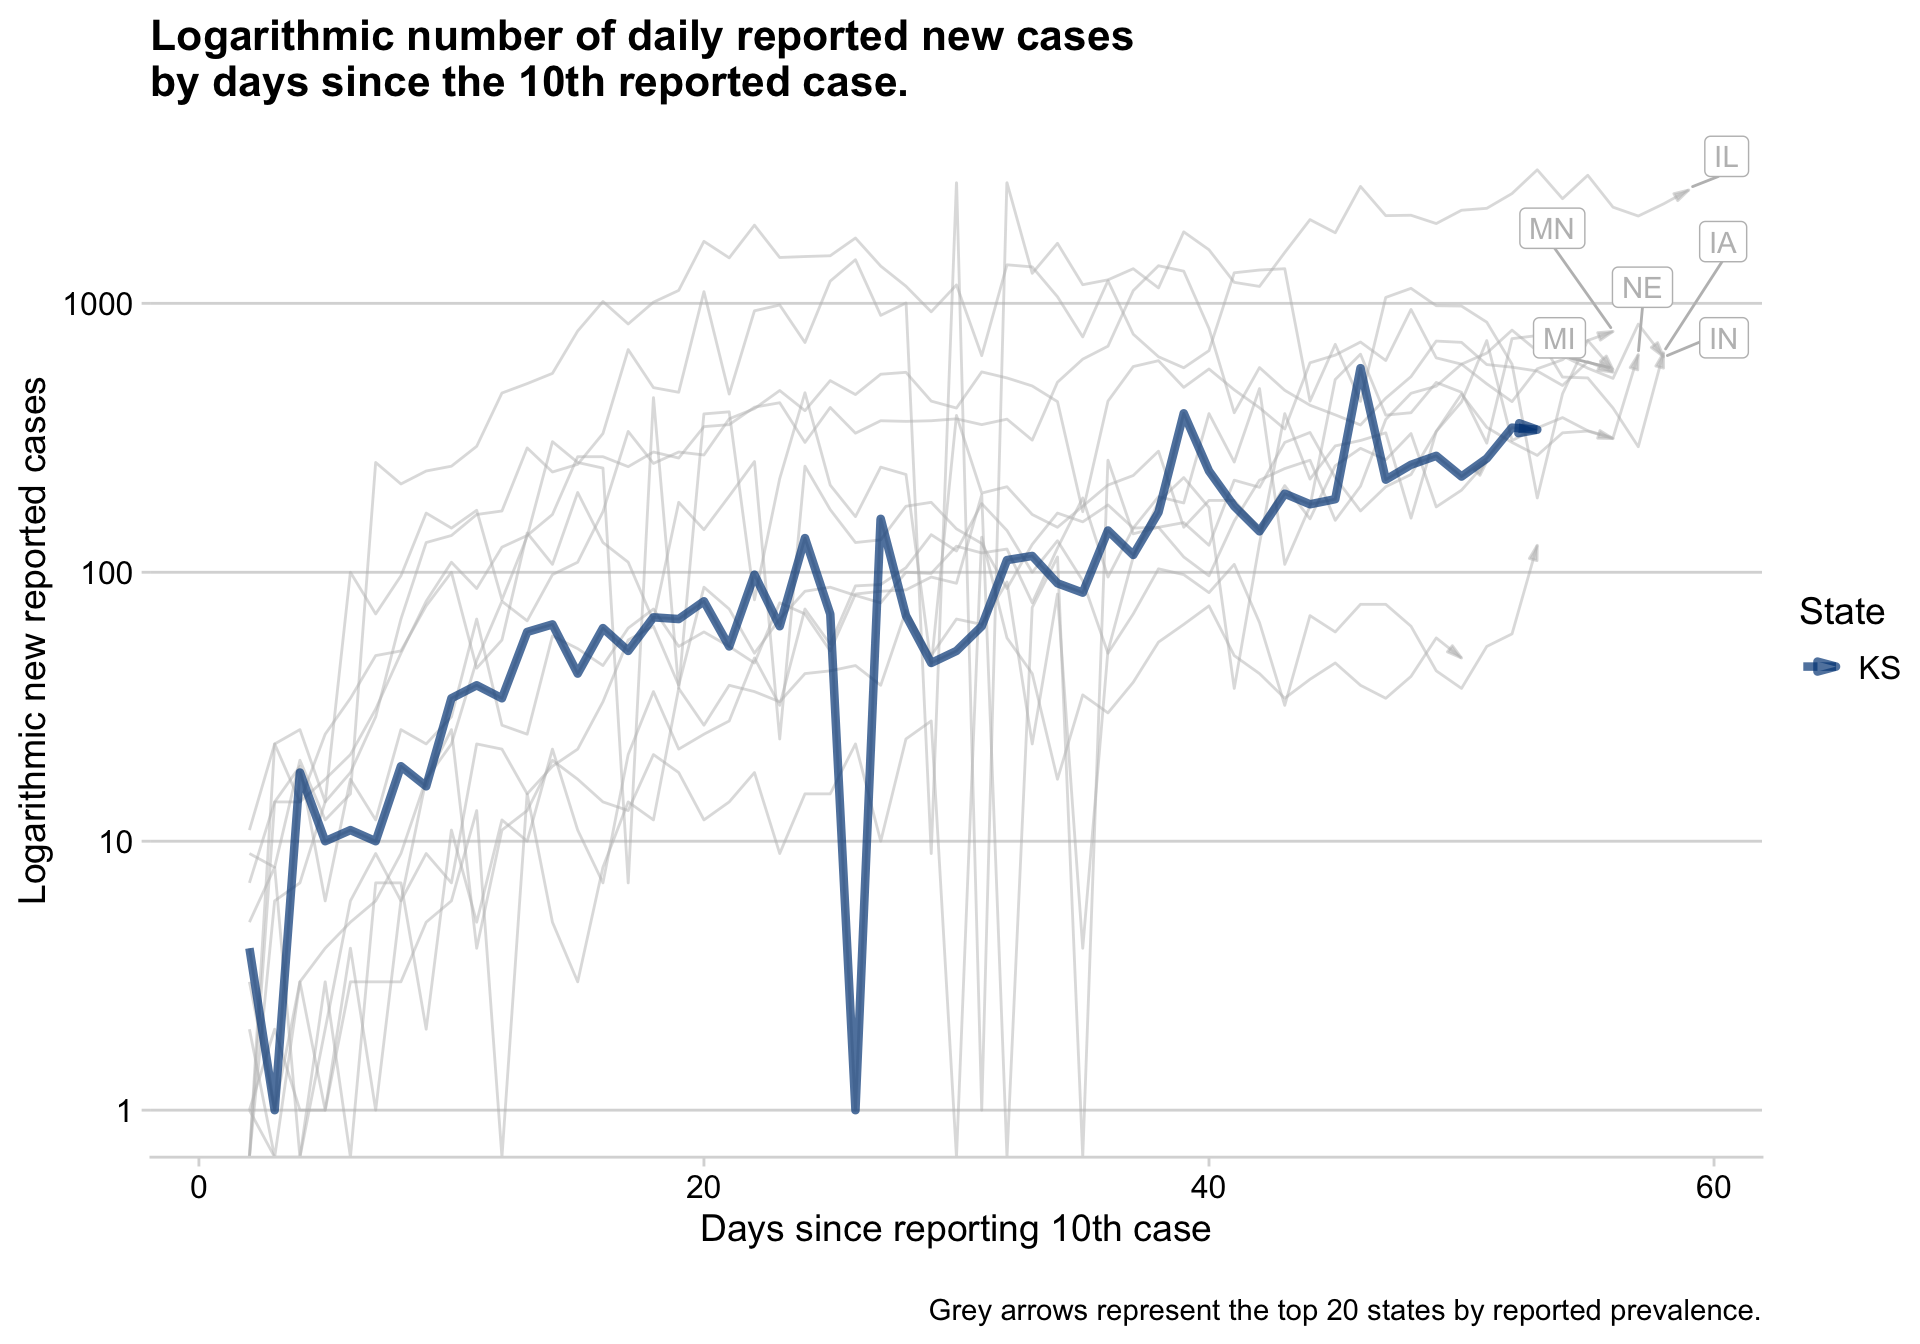 Logarithmic number of daily reported new cases
by days since the 10th reported case.
IL
MN
IA
NE
MI
IN
1000
100
10
1
Logarithmic new reported cases
0
20
40
60
Days since reporting 10th case
State
KS
Grey arrows represent the top 20 states by reported prevalence.